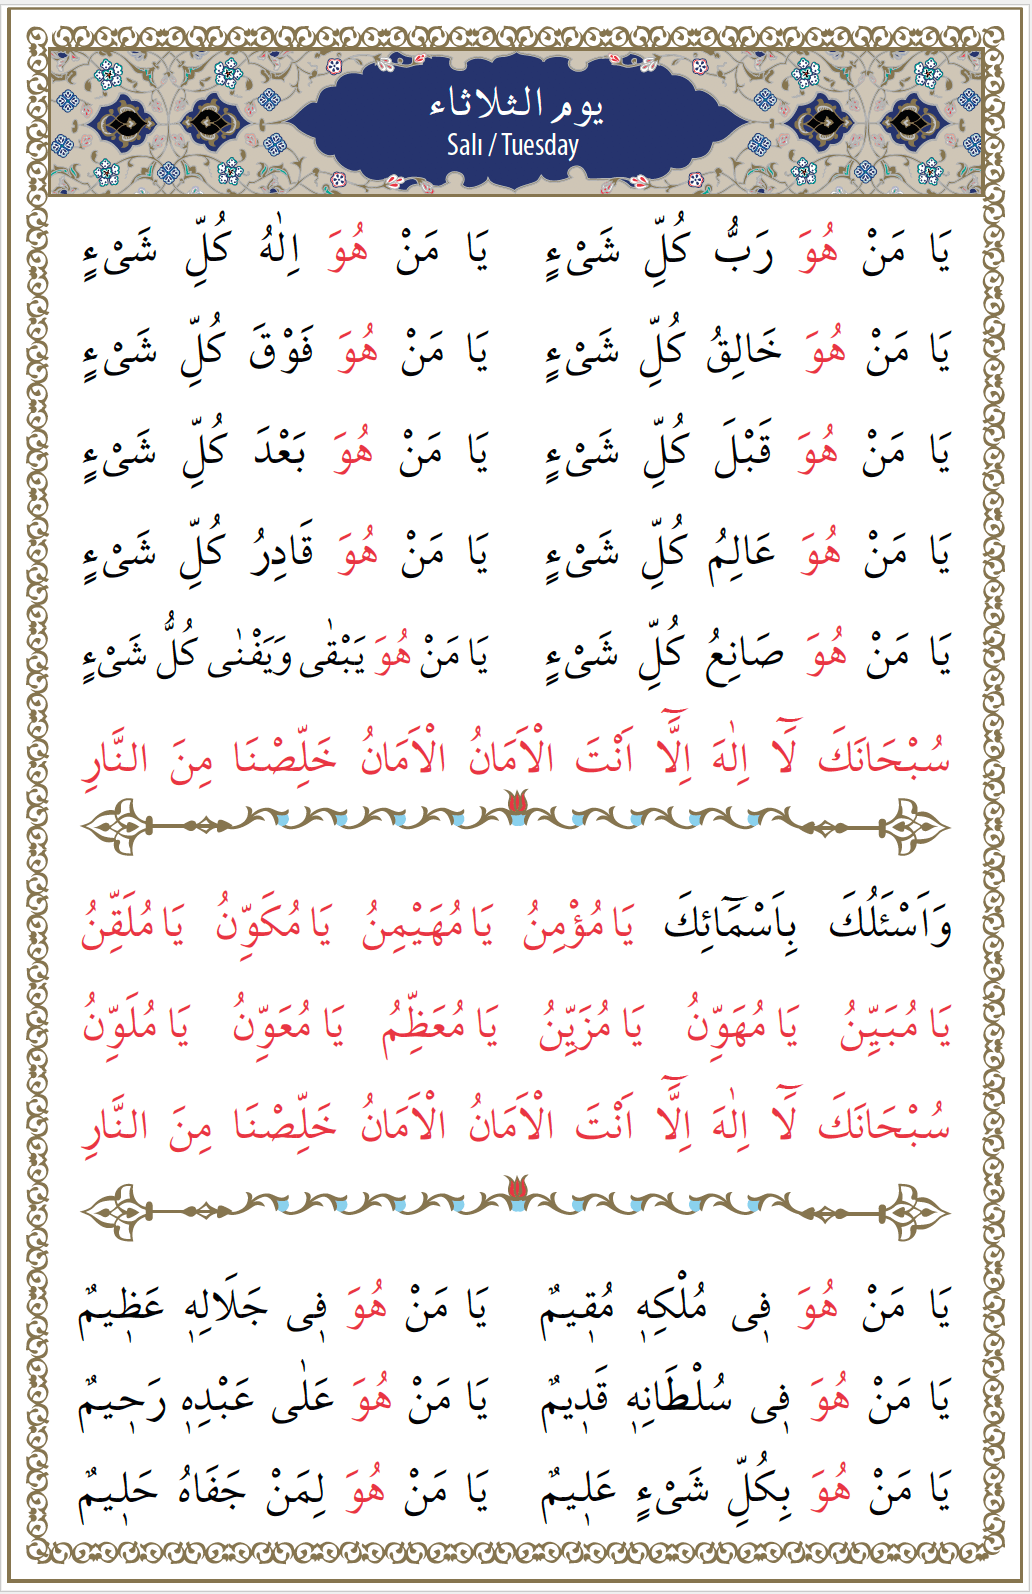 يوم الثلاثاء
Salı / Tuesday
يَا مَنْ هُوَ رَبُّ كُلِّ شَىْءٍ يَا مَنْ هُوَ اِلٰهُ كُلِّ شَىْءٍ
يَا مَنْ هُوَ خَالِقُ كُلِّ شَىْءٍ يَا مَنْ هُوَ فَوْقَ كُلِّ شَىْءٍ
يَا مَنْ هُوَ قَبْلَ كُلِّ شَىْءٍ يَا مَنْ هُوَ بَعْدَ كُلِّ شَىْءٍ
يَا مَنْ هُوَ عَالِمُ كُلِّ شَىْءٍ يَا مَنْ هُوَ قَادِرُ كُلِّ شَىْءٍ
يَا مَنْ هُوَ صَانِعُ كُلِّ شَىْءٍ يَا مَنْ هُوَ يَبْقٰى وَيَفْنٰى كُلُّ شَىْءٍ
سُبْحَانَكَ لَٓا اِلٰهَ اِلَّٓا اَنْتَ الْاَمَانُ الْاَمَانُ خَلِّصْنَا مِنَ النَّارِ
وَاَسْئَلُكَ بِاَسْمَٓائِكَ يَا مُؤْمِنُ يَا مُهَيْمِنُ يَا مُكَوِّنُ يَا مُلَقِّنُ
يَا مُبَيِّنُ يَا مُهَوِّنُ يَا مُزَيِّنُ يَا مُعَظِّمُ يَا مُعَوِّنُ يَا مُلَوِّنُ
سُبْحَانَكَ لَٓا اِلٰهَ اِلَّٓا اَنْتَ الْاَمَانُ الْاَمَانُ خَلِّصْنَا مِنَ النَّارِ
يَا مَنْ هُوَ فٖى مُلْكِهٖ مُقٖيمٌ يَا مَنْ هُوَ فٖى جَلَالِهٖ عَظٖيمٌ
يَا مَنْ هُوَ فٖى سُلْطَانِهٖ قَدٖيمٌ يَا مَنْ هُوَ عَلٰى عَبْدِهٖ رَحٖيمٌ
يَا مَنْ هُوَ بِكُلِّ شَىْءٍ عَلٖيمٌ يَا مَنْ هُوَ لِمَنْ جَفَاهُ حَلٖيمٌ